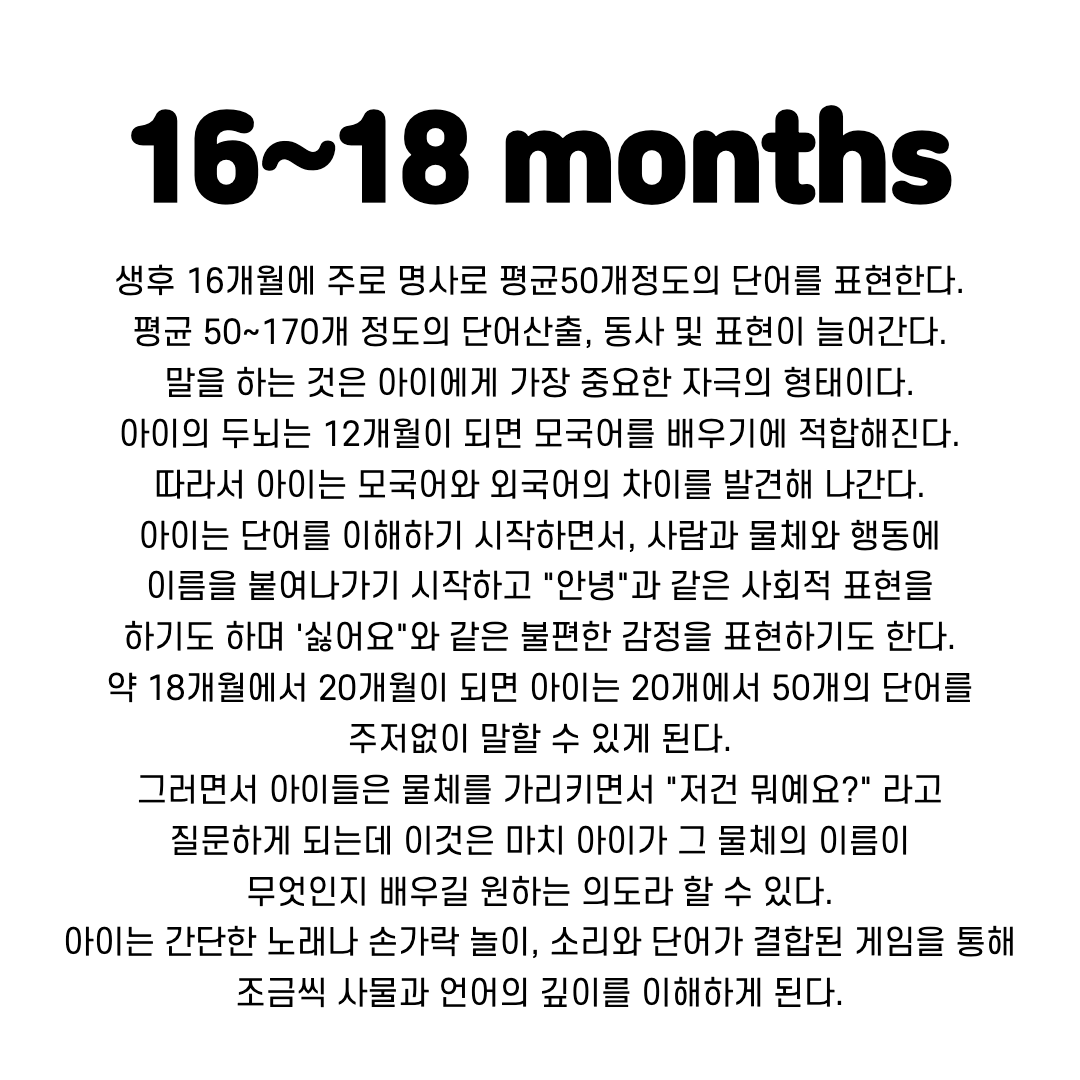 16~18 months
생후 16개월에 주로 명사로 평균50개정도의 단어를 표현한다.
평균 50~170개 정도의 단어산출, 동사 및 표현이 늘어간다.
말을 하는 것은 아이에게 가장 중요한 자극의 형태이다.
아이의 두뇌는 12개월이 되면 모국어를 배우기에 적합해진다.
따라서 아이는 모국어와 외국어의 차이를 발견해 나간다.
아이는 단어를 이해하기 시작하면서, 사람과 물체와 행동에
이름을 붙여나가기 시작하고 "안녕"과 같은 사회적 표현을
하기도 하며 '싫어요"와 같은 불편한 감정을 표현하기도 한다.
약 18개월에서 20개월이 되면 아이는 20개에서 50개의 단어를
주저없이 말할 수 있게 된다.
그러면서 아이들은 물체를 가리키면서 "저건 뭐예요?" 라고
질문하게 되는데 이것은 마치 아이가 그 물체의 이름이
무엇인지 배우길 원하는 의도라 할 수 있다.
아이는 간단한 노래나 손가락 놀이, 소리와 단어가 결합된 게임을 통해
조금씩 사물과 언어의 깊이를 이해하게 된다.